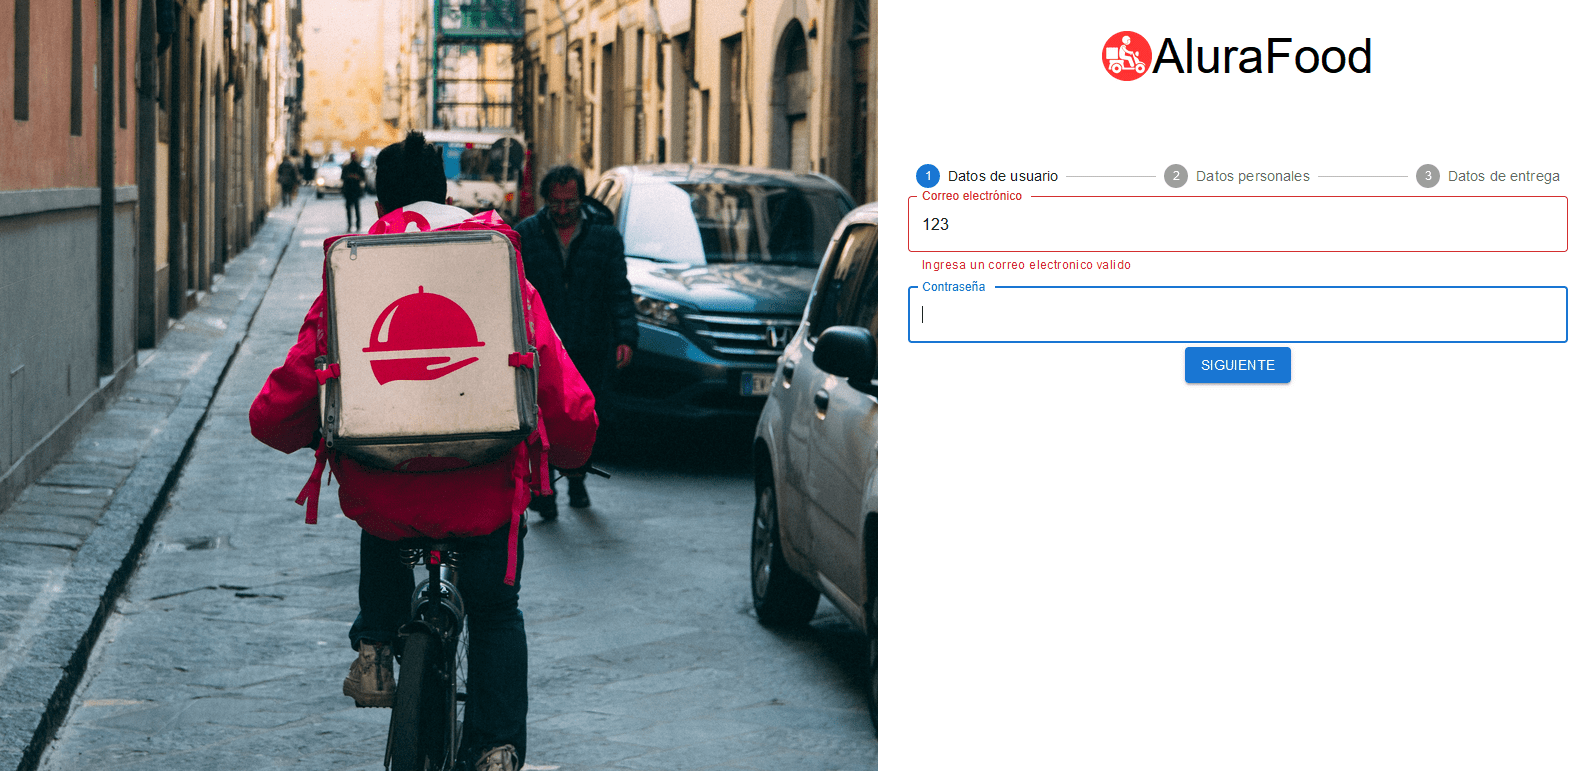 AluraFood
1 Datos de usuario 2 Datos personales 3 Datos de entrega
Correo electrónico
123
Ingresa un correo electronico valido
Contraseña
SIGUIENTE